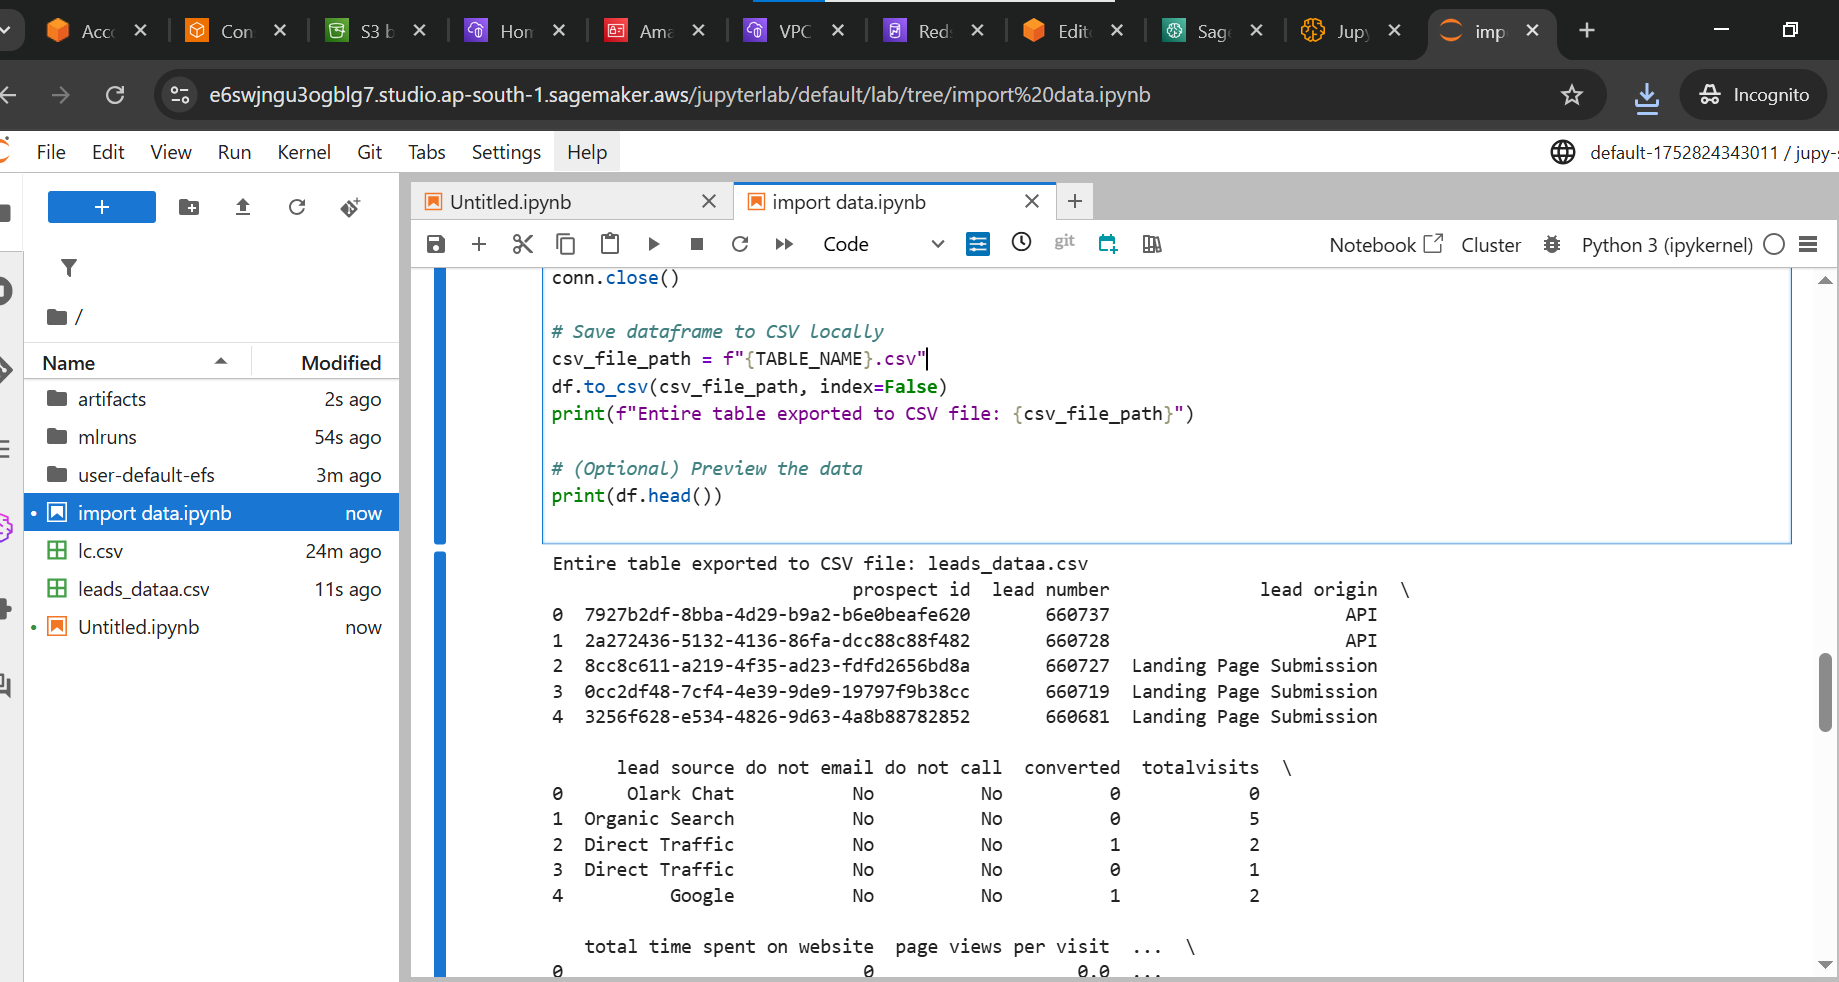 Acc
Con
S3 b
Hon
Ama
VPC
Red
Edit
Sag
Jupy
imp
e6swjngu3ogblg7.studio.ap-south-1.sagemaker.aws/jupyterlab/default/lab/tree/import%20data.ipynb
Incognito
File Edit View Run Kernel Git Tabs Settings Help
default-1752824343011 / jupy-
Untitled.ipynb
import data.ipynb
Code
git
Notebook
Cluster
Python 3 (ipykernel)
/
Name Modified
artifacts 2s ago
mlruns 54s ago
user-default-efs 3m ago
import data.ipynb now
lc.csv 24m ago
leads_dataa.csv 11s ago
Untitled.ipynb now
conn.close()
# Save dataframe to CSV locally
csv_file_path = f"{TABLE_NAME}.csv"
df.to_csv(csv_file_path, index=False)
print(f"Entire table exported to CSV file: {csv_file_path}")
# (Optional) Preview the data
print(df.head())
Entire table exported to CSV file: leads_dataa.csv
prospect id lead number lead origin \
0 7927b2df-8bba-4d29-b9a2-b6e0beafe620 660737 API
1 2a272436-5132-4136-86fa-dcc88c88f482 660728 API
2 8cc8c611-a219-4f35-ad23-fdfd2656bd8a 660727 Landing Page Submission
3 0cc2df48-7cf4-4e39-9de9-19797f9b38cc 660719 Landing Page Submission
4 3256f628-e534-4826-9d63-4a8b88782852 660681 Landing Page Submission
lead source do not email do not call converted totalvisits \
0 Olark Chat No No 0 0
1 Organic Search No No 0 5
2 Direct Traffic No No 1 2
3 Direct Traffic No No 0 1
4 Google No No 1 2
total time spent on website page views per visit ... \
0 0 0.0 ...